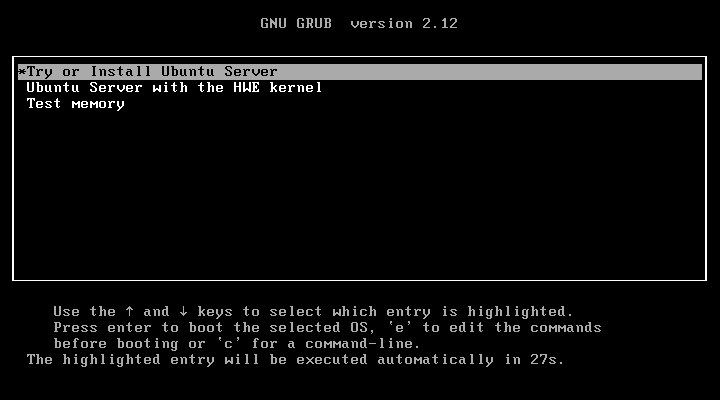 GNU GRUB  version 2.12
*Try or Install Ubuntu Server
Ubuntu Server with the HWE kernel
Test memory
Use the ↑ and ↓ keys to select which entry is highlighted.
Press enter to boot the selected OS, `e' to edit the commands
before booting or `c' for a command-line.
The highlighted entry will be executed automatically in 27s.